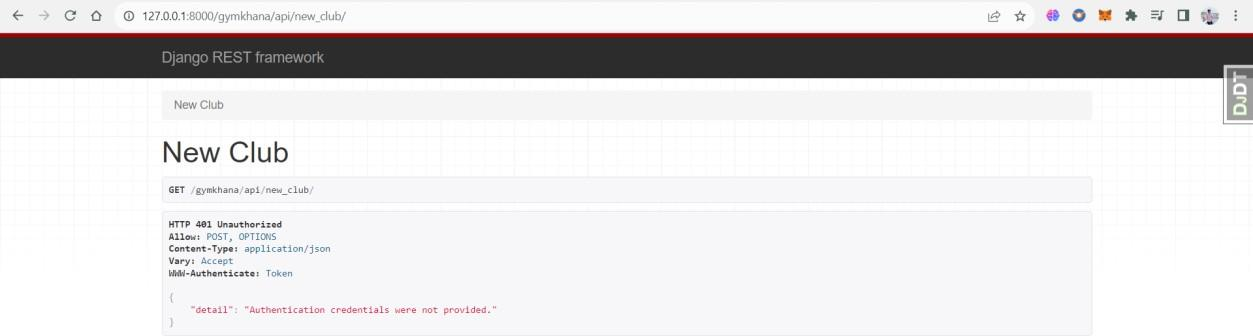 127.0.0.1:8000/gymkhana/api/new_club/
Django REST framework
DJDT
New Club
New Club
GET /gymkhana/api/new_club/
HTTP 401 Unauthorized
Allow: POST, OPTIONS
Content-Type: application/json
Vary: Accept
WWW-Authenticate: Token
{
"detail": "Authentication credentials were not provided."
}